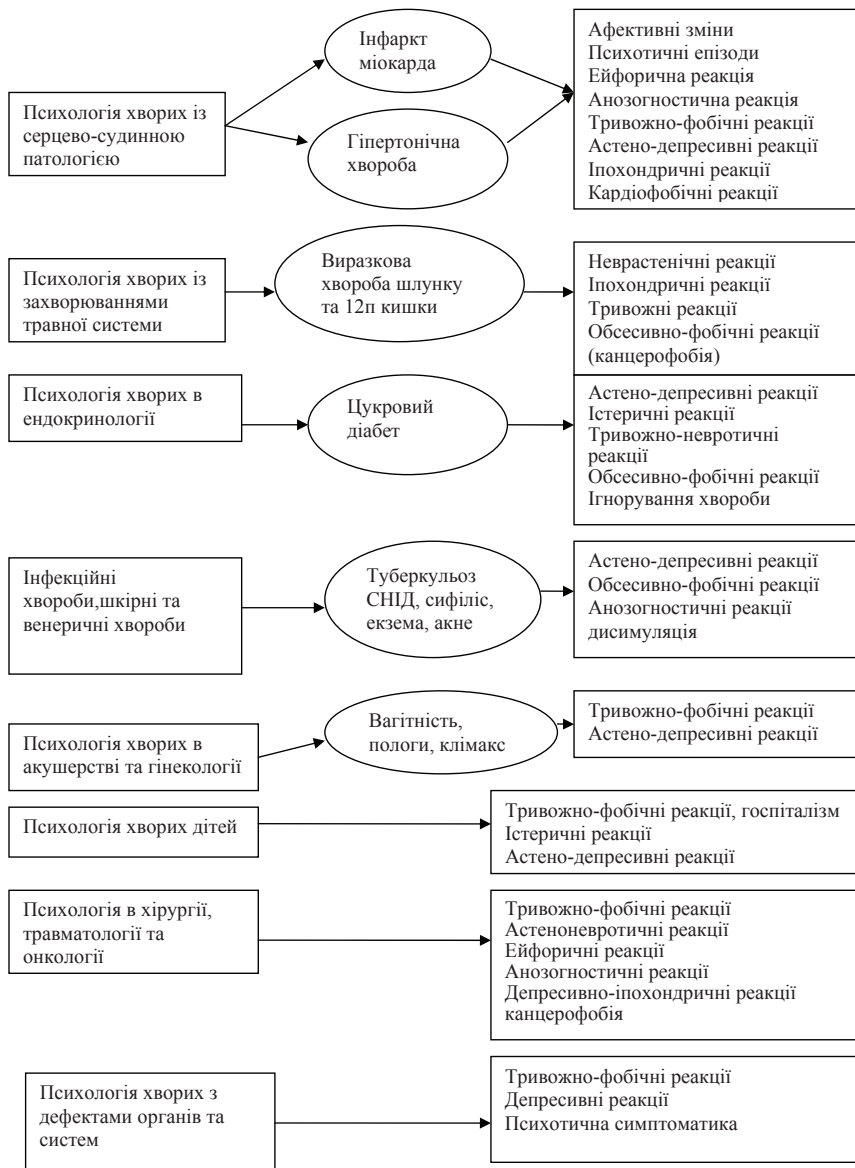 Психологія хворих із
серцево-судинною
патологією
Інфаркт
міокарда
Гіпертонічна
хвороба
Афективні зміни
Психотичні епізоди
Ейфорична реакція
Анозогностична реакція
Тривожно-фобічні реакції
Астено-депресивні реакції
Іпохондричні реакції
Кардіофобічні реакції
Психологія хворих із
захворюваннями
травної системи
Виразкова
хвороба шлунку
та 12п кишки
Неврастенічні реакції
Іпохондричні реакції
Тривожні реакції
Обсесивно-фобічні реакції
(канцерофобія)
Психологія хворих в
ендокринології
Цукровий
діабет
Астено-депресивні реакції
Істеричні реакції
Тривожно-невротичні
реакції
Обсесивно-фобічні реакції
Ігнорування хвороби
Інфекційні
хвороби,шкірні та
венеричні хвороби
Туберкульоз
СНІД, сифіліс,
екзема, акне
Астено-депресивні реакції
Обсесивно-фобічні реакції
Анозогностичні реакції
дисимуляція
Психологія хворих в
акушерстві та гінекології
Вагітність,
пологи, клімакс
Тривожно-фобічні реакції
Астено-депресивні реакції
Психологія хворих дітей
Тривожно-фобічні реакції, госпіталізм
Істеричні реакції
Астено-депресивні реакції
Психологія в хірургії,
травматології та
онкології
Тривожно-фобічні реакції
Астеноневротичні реакції
Ейфоричні реакції
Анозогностичні реакції
Депресивно-іпохондричні реакції
канцерофобія
Психологія хворих з
дефектами органів та
систем
Тривожно-фобічні реакції
Депресивні реакції
Психотична симптоматика